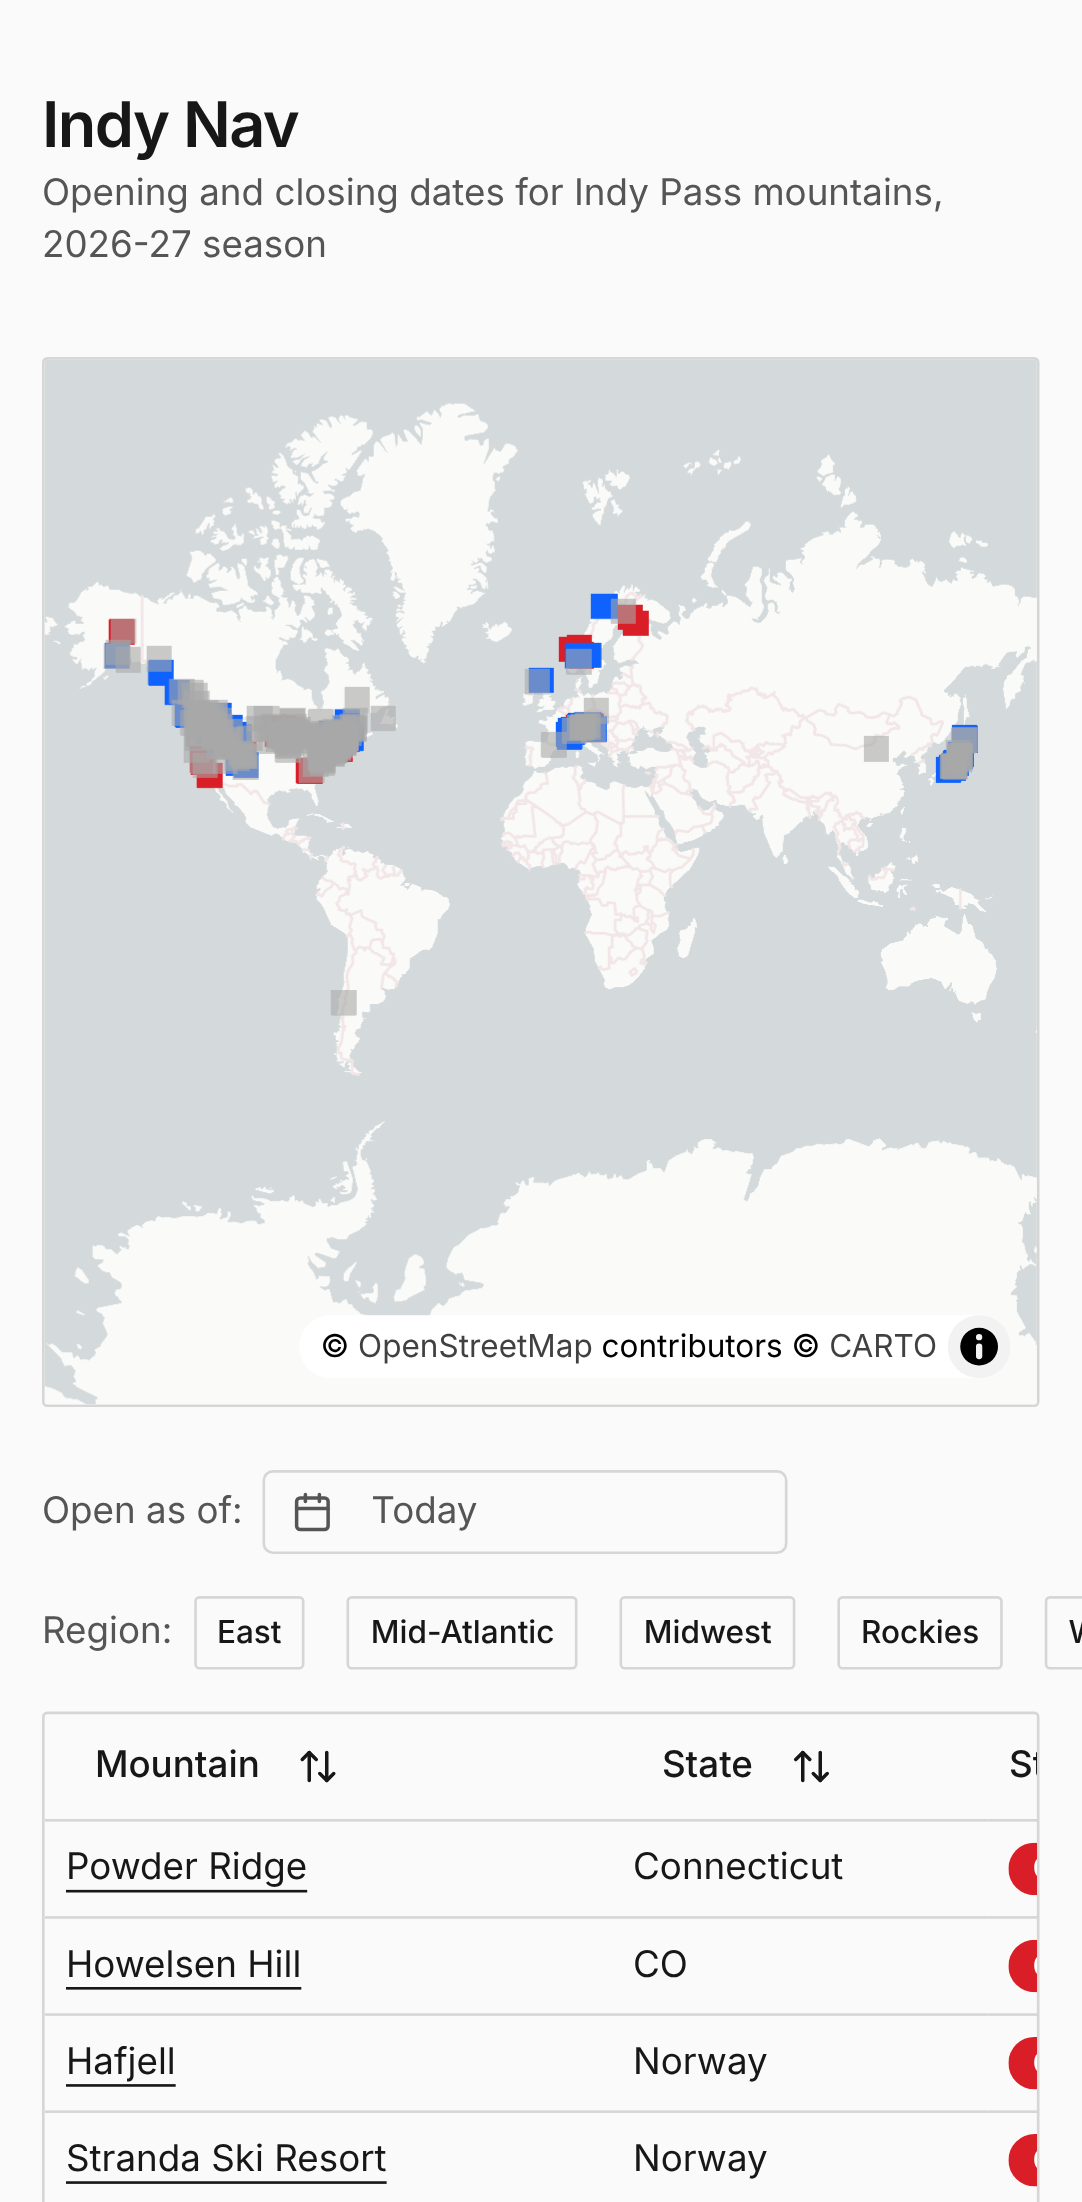 Indy Nav
Opening and closing dates for Indy Pass mountains,
2026-27 season
© OpenStreetMap contributors © CARTO
Open as of: Today
Region: East Mid-Atlantic Midwest Rockies
Mountain State St
Powder Ridge Connecticut
Howelsen Hill CO
Hafjell Norway
Stranda Ski Resort Norway